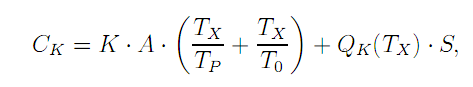 C_K = K · A · (T_X/T_P + T_X/T_0) + Q_K(T_X) · S,